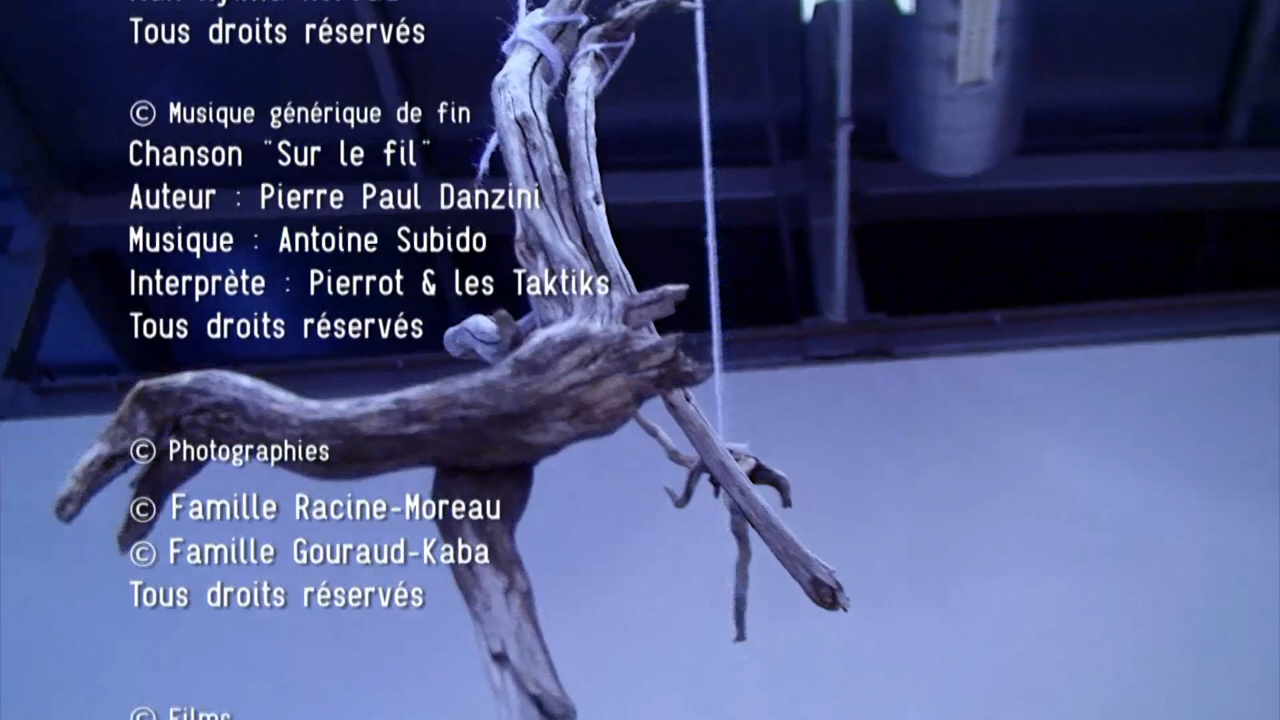 Tous droits réservés
© Musique générique de fin
Chanson "Sur le fil"
Auteur : Pierre Paul Danzini
Musique : Antoine Subido
Interprète : Pierrot & les Taktiks
Tous droits réservés
© Photographies
© Famille Racine-Moreau
© Famille Gouraud-Kaba
Tous droits réservés
© Films